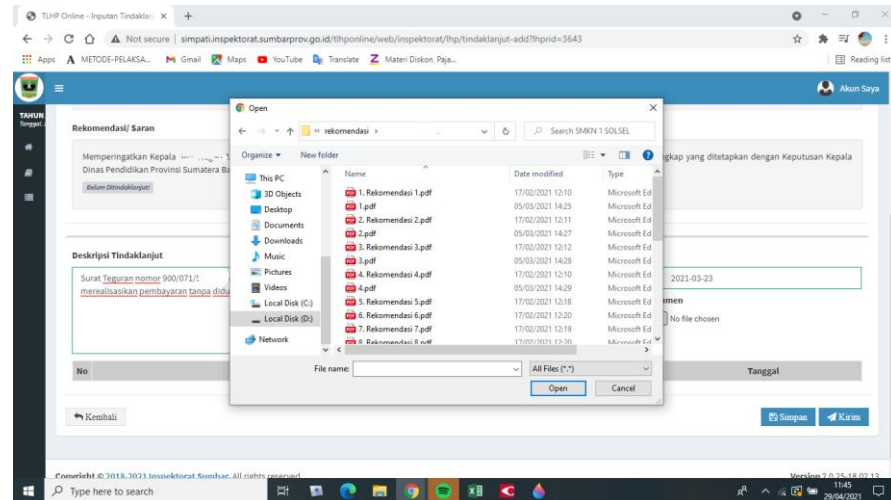 TLHP Online - Inputan Tindaklan
Not secure | simpati.inspektorat.sumbarprov.go.id/tlhponline/web/inspektorat/lhp/tindaklanjut-add?lhprid=3643
Apps METODE-PELAKSA... Gmail Maps YouTube Translate Materi Diskon, Paja... Reading list
Akun Saya
TAHUN
Rekomendasi/ Saran
Memperingatkan Kepala
gkap yang ditetapkan dengan Keputusan Kepala
Dinas Pendidikan Provinsi Sumatera Ba
Belum Ditindaklanjuti
Deskripsi Tindaklanjut
Surat Teguran nomor 900/071/
merealisasikan pembayaran tanpa didu
2021-03-23
men
No file chosen
No Tanggal
Kembali Simpan Kirim
Copyright © 2018-2021 Inspektorat Sumbar. All rights reserved Version 2.0.25-18.02.13
Open
« rekomendasi › Search SMKN 1 SOLSEL
Organize New folder
This PC
3D Objects
Desktop
Documents
Downloads
Music
Pictures
Videos
Local Disk (C:)
Local Disk (D:)
Network
Name Date modified Type
1. Rekomendasi 1.pdf 17/02/2021 12:10 Microsoft Ed
1.pdf 05/03/2021 14:25 Microsoft Ed
2. Rekomendasi 2.pdf 17/02/2021 12:11 Microsoft Ed
2.pdf 05/03/2021 14:27 Microsoft Ed
3. Rekomendasi 3.pdf 17/02/2021 12:12 Microsoft Ed
3.pdf 05/03/2021 14:28 Microsoft Ed
4. Rekomendasi 4.pdf 17/02/2021 12:10 Microsoft Ed
4.pdf 05/03/2021 14:29 Microsoft Ed
5. Rekomendasi 5.pdf 17/02/2021 12:18 Microsoft Ed
6. Rekomendasi 6.pdf 17/02/2021 12:20 Microsoft Ed
7. Rekomendasi 7.pdf 17/02/2021 12:19 Microsoft Ed
8. Rekomendasi 8.pdf 17/02/2021 12:20 Microsoft Ed
File name: All Files (*.*)
Open Cancel
Type here to search
11:45
29/04/2021